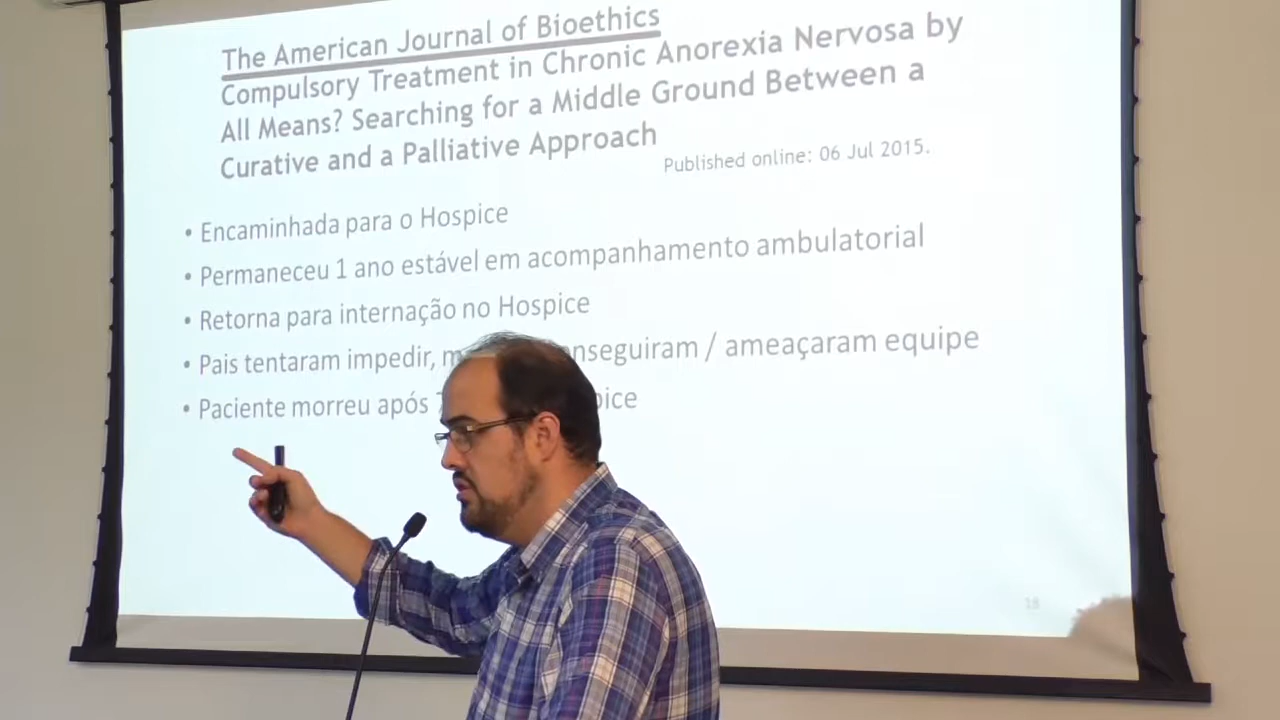 The American Journal of Bioethics
Compulsory Treatment in Chronic Anorexia Nervosa by
All Means? Searching for a Middle Ground Between a
Curative and a Palliative Approach
Published online: 06 Jul 2015.
• Encaminhada para o Hospice
• Permaneceu 1 ano estável em acompanhamento ambulatorial
• Retorna para internação no Hospice
• Pais tentaram impedir, / ameaçaram equipe
• Paciente morreu após
18